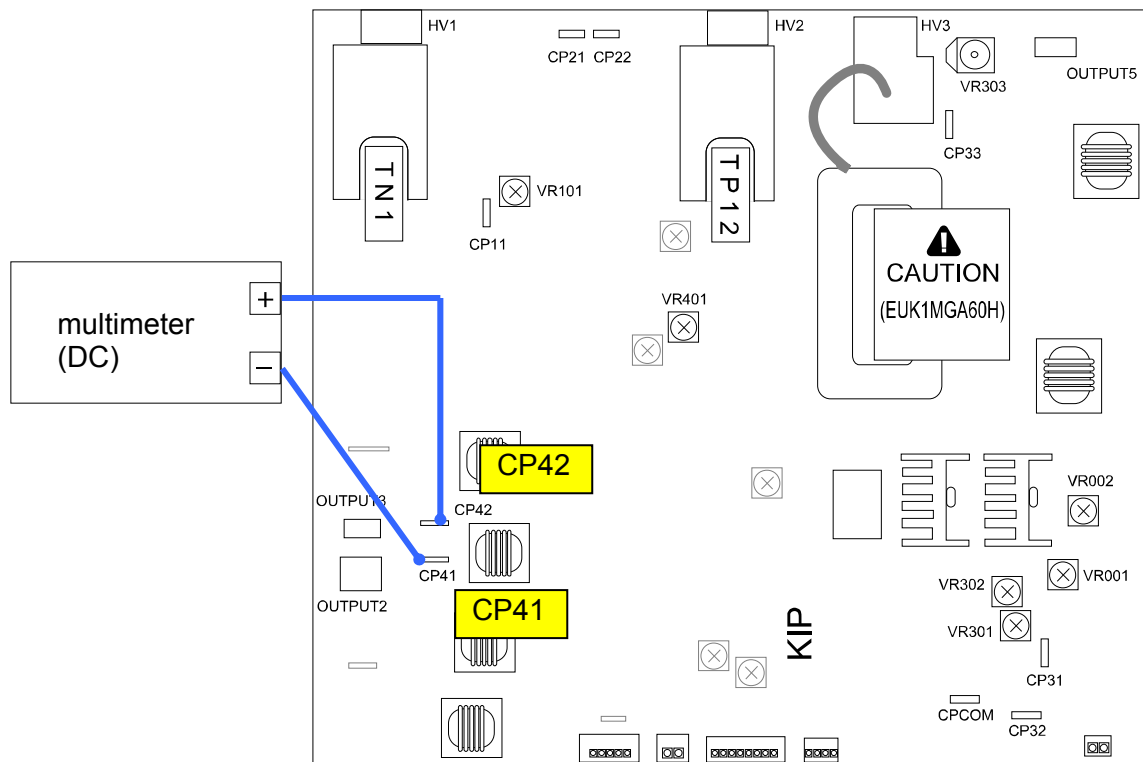 HV1
HV2
HV3
CP21
CP22
VR303
OUTPUT5
TN1
TP12
CP33
VR101
CP11
CAUTION
(EUK1MGA60H)
+
multimeter
(DC)
−
VR401
CP42
VR002
OUTPUT3
CP42
CP41
VR001
VR302
OUTPUT2
CP41
VR301
KIP
CP31
CPCOM
CP32